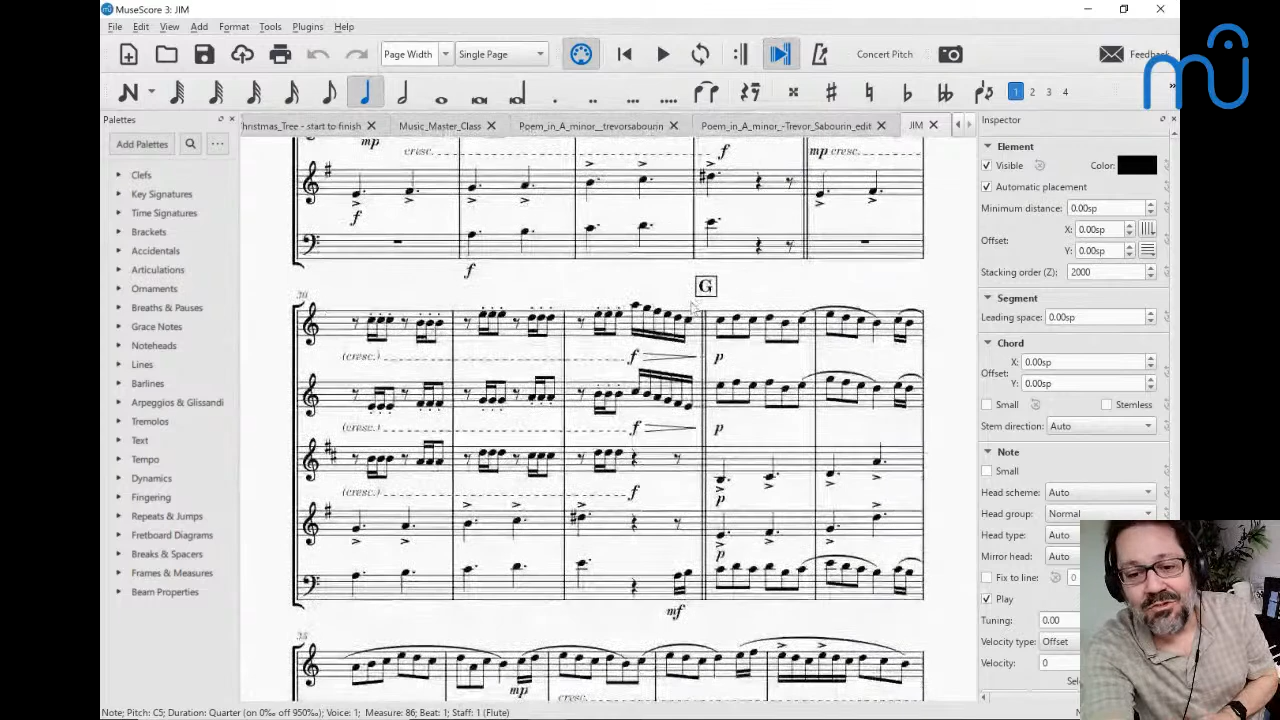 MuseScore 3: JIM
File Edit View Add Format Tools Plugins Help
Page Width Single Page Concert Pitch Feedback
1 2 3 4
Palettes
hristmas_Tree - start to finish Music_Master_Class Poem_in_A_minor__trevorsabourin Poem_in_A_minor_-Trevor_Sabourin_edit JIM
Inspector
Add Palettes
Clefs
Key Signatures
Time Signatures
Brackets
Accidentals
Articulations
Ornaments
Breaths & Pauses
Grace Notes
Noteheads
Lines
Barlines
Arpeggios & Glissandi
Tremolos
Text
Tempo
Dynamics
Fingering
Repeats & Jumps
Fretboard Diagrams
Breaks & Spacers
Frames & Measures
Beam Properties
mp cresc. f mp cresc.
f
f
G
30
(cresc.) f p
(cresc.) f p
(cresc.) f p
p
mf
35
mp
cresc.
Element
Visible Color:
Automatic placement
Minimum distance: 0.00sp
Offset: X: 0.00sp
Y: 0.00sp
Stacking order (Z): 2000
Segment
Leading space: 0.00sp
Chord
Offset: X: 0.00sp
Y: 0.00sp
Small Stemless
Stem direction: Auto
Note
Small
Head scheme: Auto
Head group: Normal
Head type: Auto
Mirror head: Auto
Fix to line: 0
Play
Tuning: 0.00
Velocity type: Offset
Velocity: 0
Note; Pitch: C5; Duration: Quarter (on 0‰ off 950‰); Voice: 1; Measure: 86; Beat: 1; Staff: 1 (Flute)